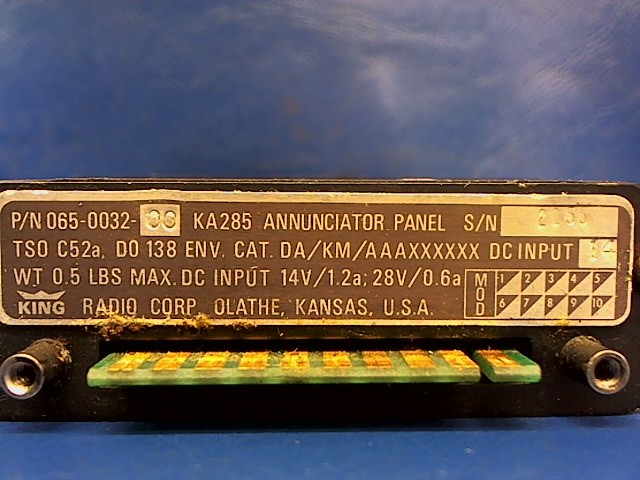 P/N 065-0032-00 KA285 ANNUNCIATOR PANEL S/N
TSO C52a, DO 138 ENV. CAT. DA/KM/AAAXXXXXX DC INPUT 14
WT 0.5 LBS MAX. DC INPUT 14V/1.2a; 28V/0.6a MOD 1 2 3 4 5
KING RADIO CORP. OLATHE, KANSAS, U.S.A. 6 7 8 9 10